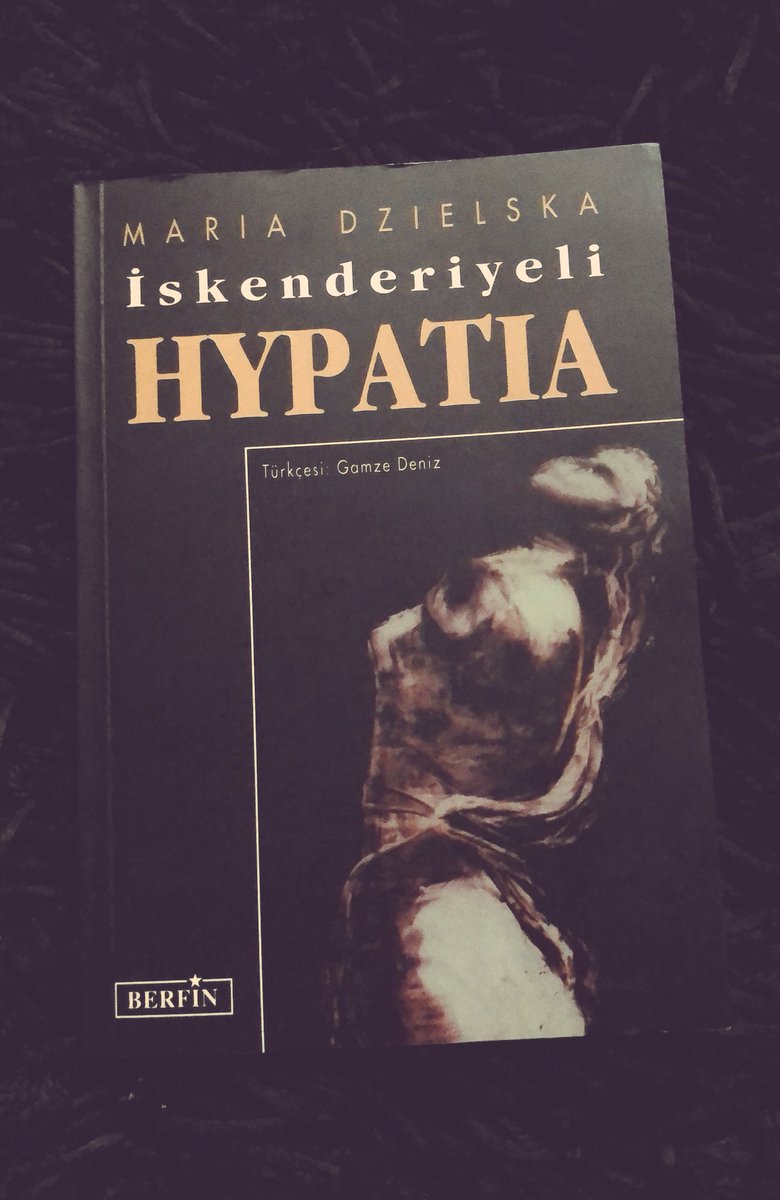 MARIA DZIELSKA
İskenderiyeli
HYPATIA
Türkçesi: Gamze Deniz
BERFİN